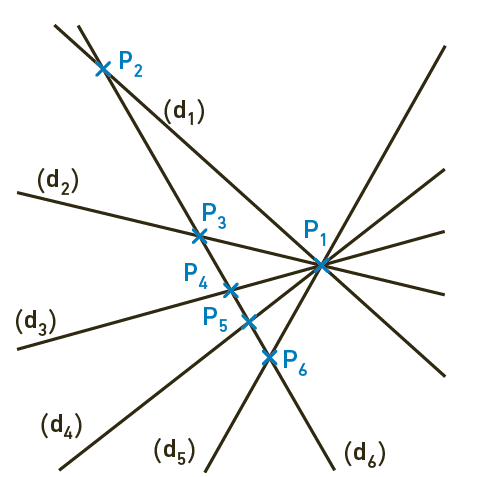 P₂
(d₁)
(d₂)
P₃
P₁
P₄
P₅
(d₃)
P₆
(d₄)
(d₅)
(d₆)